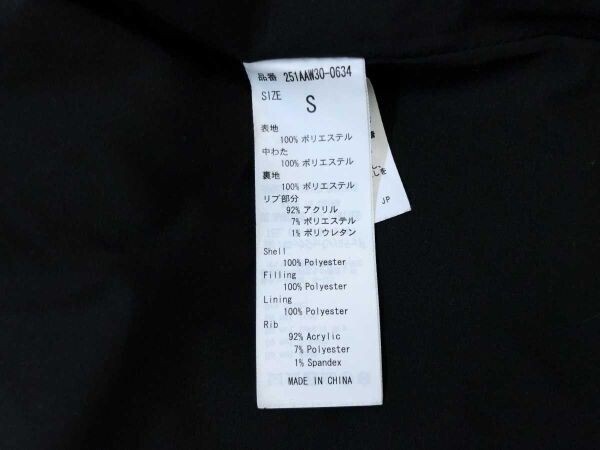 品番 251AAW30-0634
SIZE
S
表地
100% ポリエステル
中わた
100% ポリエステル
裏地
100% ポリエステル
リブ部分
92% アクリル
7% ポリエステル
1% ポリウレタン
Shell
100% Polyester
Filling
100% Polyester
Lining
100% Polyester
Rib
92% Acrylic
7% Polyester
1% Spandex
MADE IN CHINA
JP